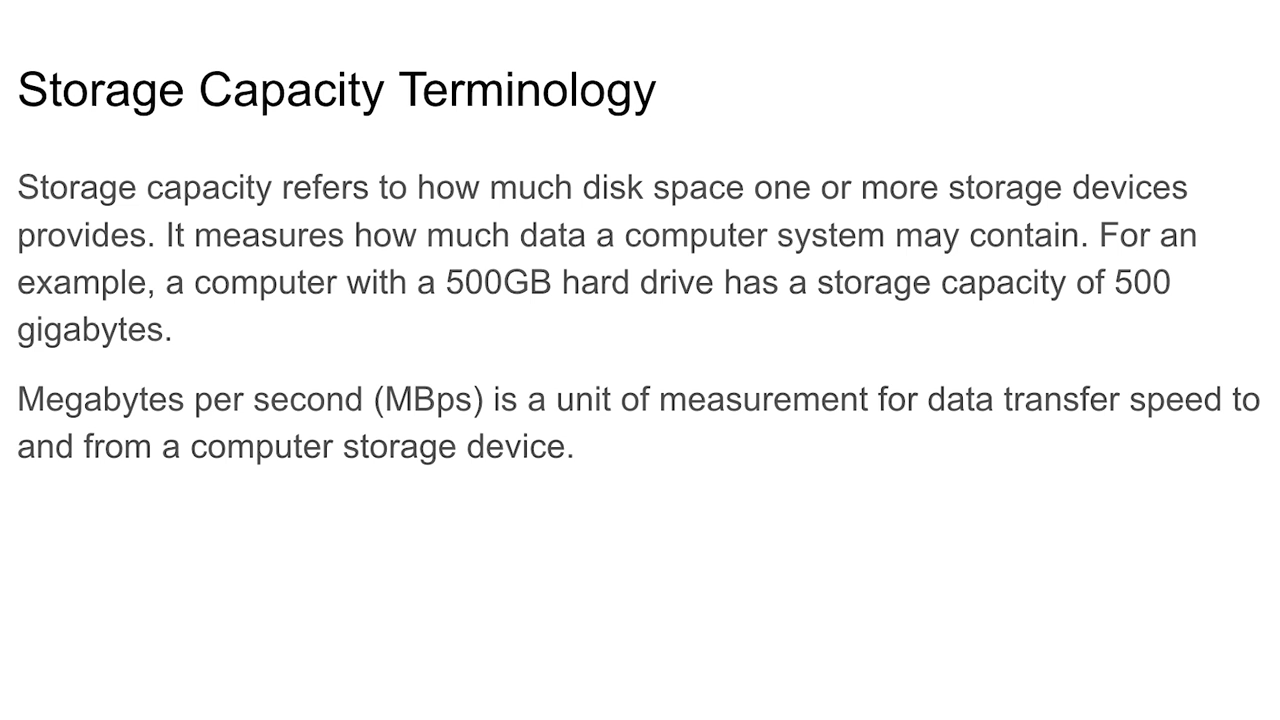 Storage Capacity Terminology
Storage capacity refers to how much disk space one or more storage devices
provides. It measures how much data a computer system may contain. For an
example, a computer with a 500GB hard drive has a storage capacity of 500
gigabytes.
Megabytes per second (MBps) is a unit of measurement for data transfer speed to
and from a computer storage device.